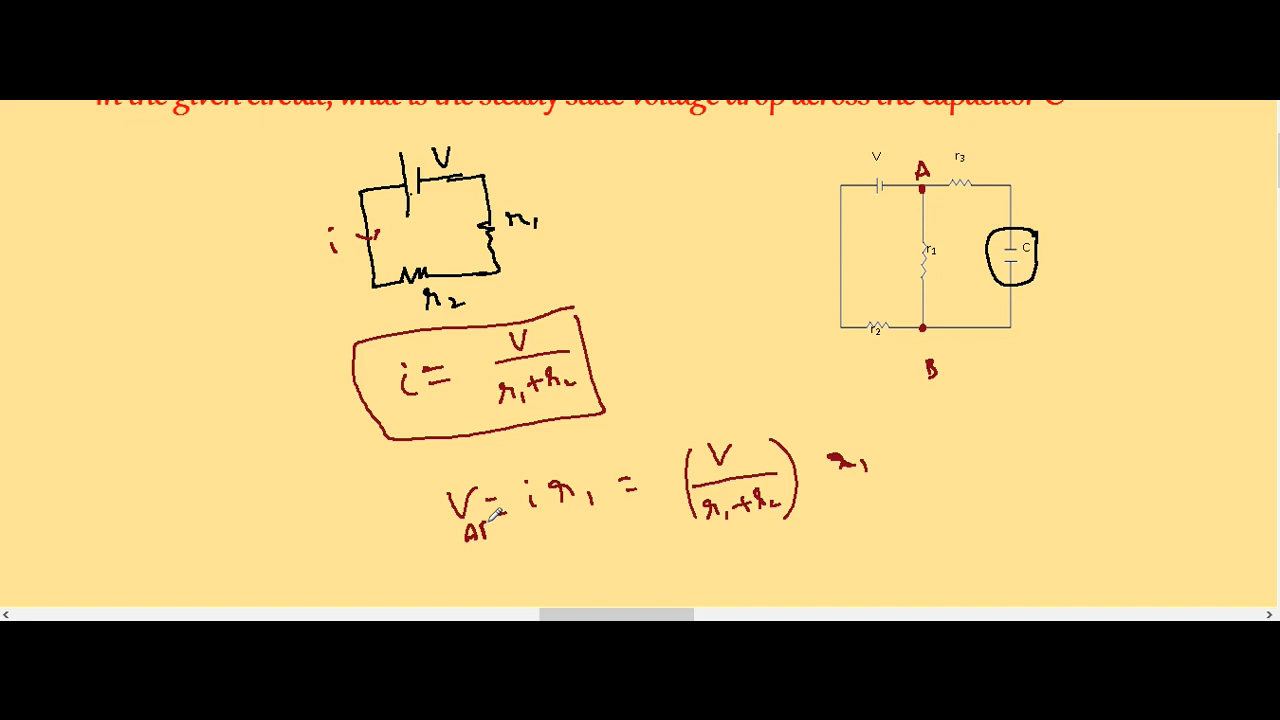 In the given circuit, what is the steady state voltage drop across the capacitor C
V
r1
i
r2
i = V / r1+r2
V = i r1 = (V / r1+r2) r1
V
r3
A
r1
C
r2
B